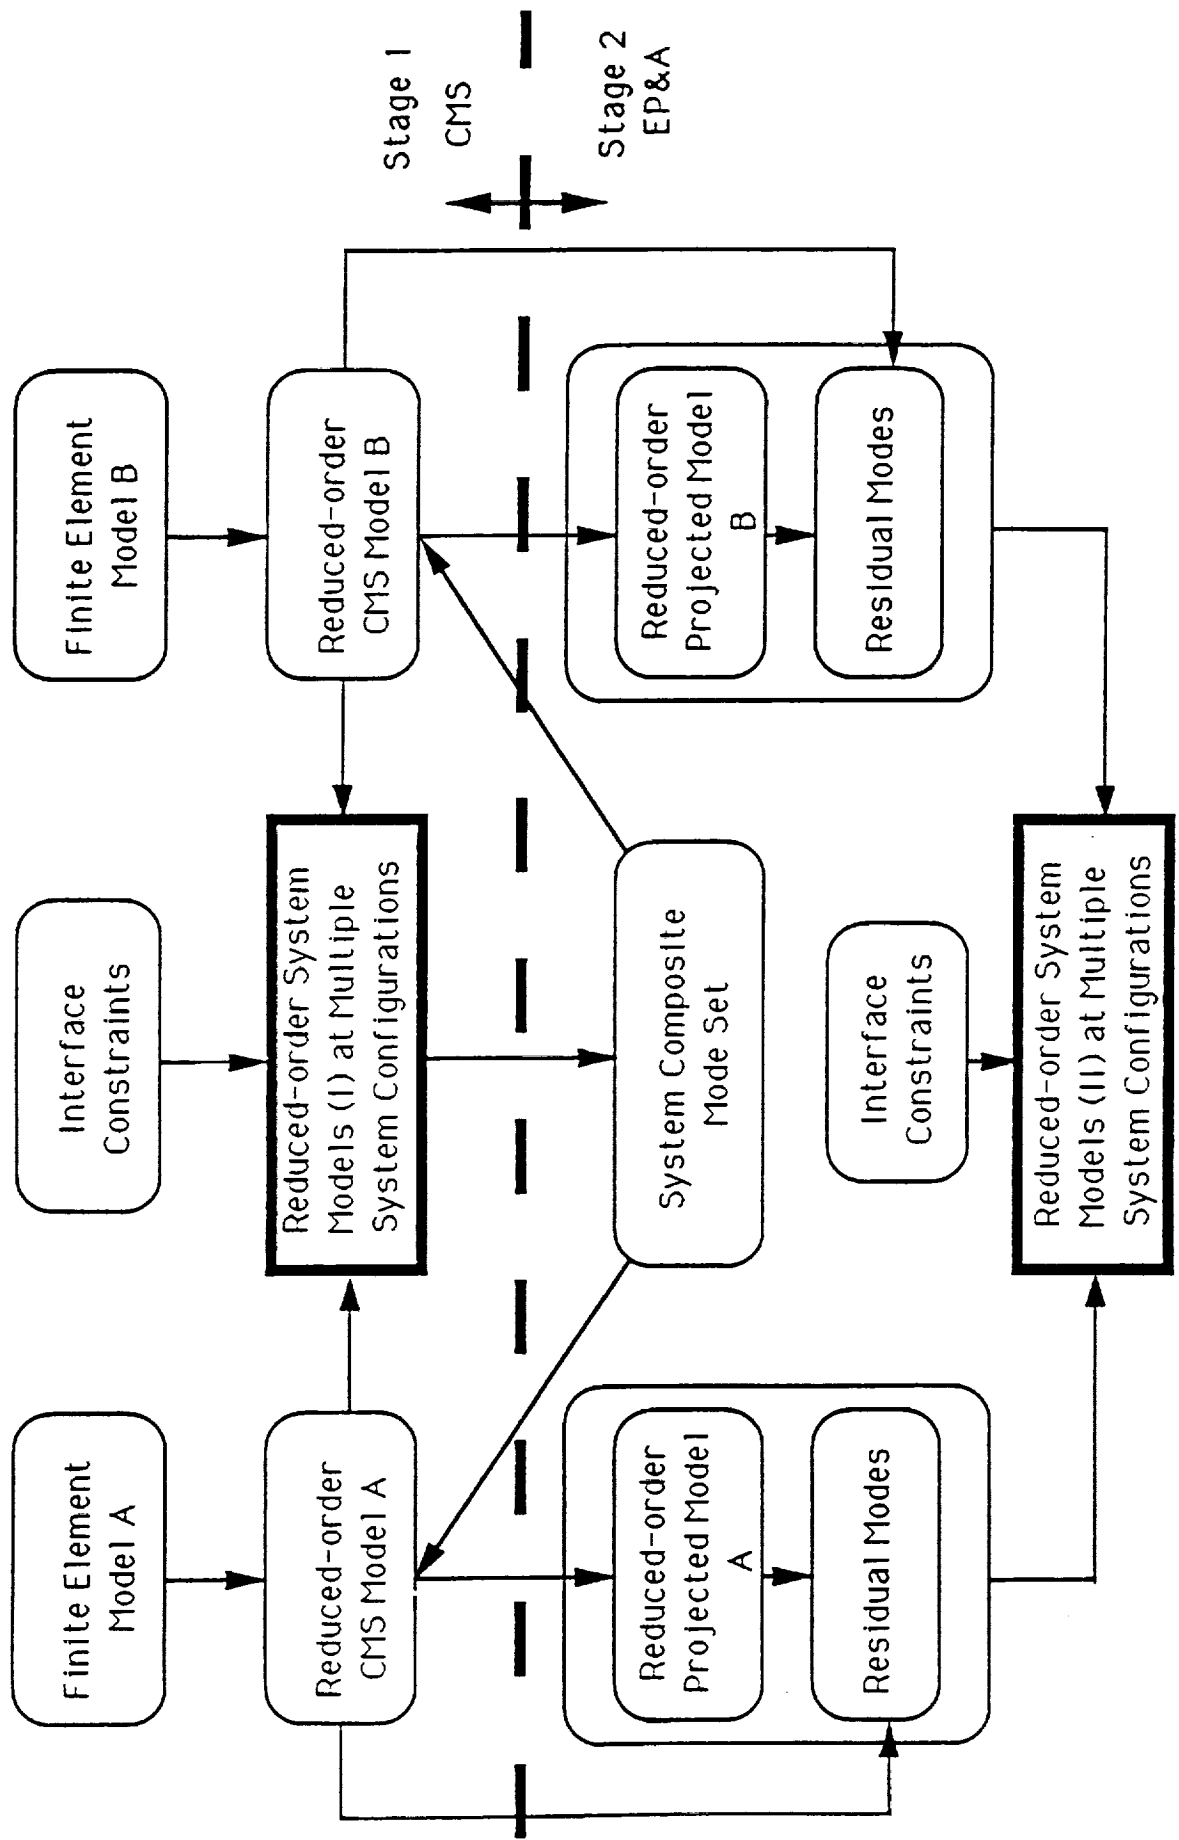 Finite Element
Model A
Interface
Constraints
Finite Element
Model B
Reduced-order
CMS Model A
Reduced-order System
Models (I) at Multiple
System Configurations
Reduced-order
CMS Model B
Stage 1
CMS
Stage 2
EP&A
Reduced-order
Projected Model
A
Residual Modes
System Composite
Mode Set
Reduced-order
Projected Model
B
Residual Modes
Interface
Constraints
Reduced-order System
Models (II) at Multiple
System Configurations